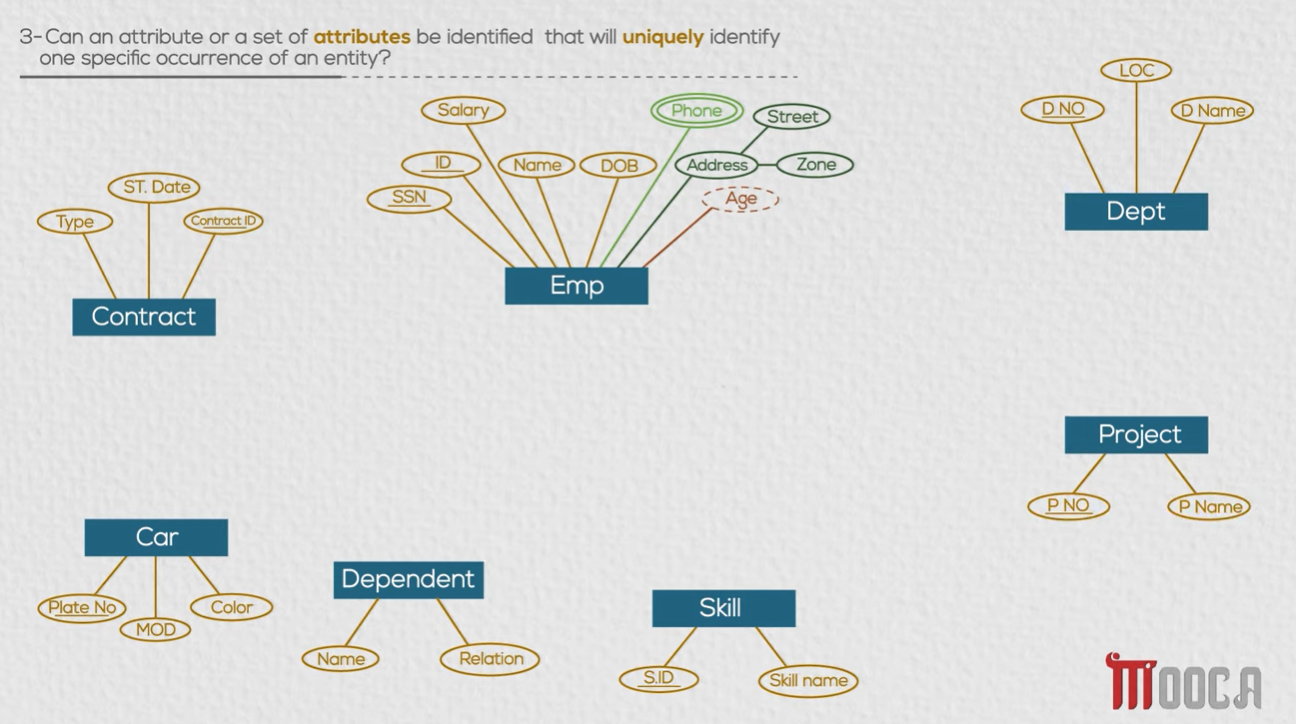 3-Can an attribute or a set of attributes be identified that will uniquely identify
one specific occurrence of an entity?
LOC
D NO
D Name
Dept
Salary
Phone
Street
ID
Name
DOB
Address
Zone
SSN
Age
Emp
ST. Date
Type
Contract ID
Contract
Project
P NO
P Name
Car
Plate No
MOD
Color
Dependent
Name
Relation
Skill
S.ID
Skill name
MOOCA